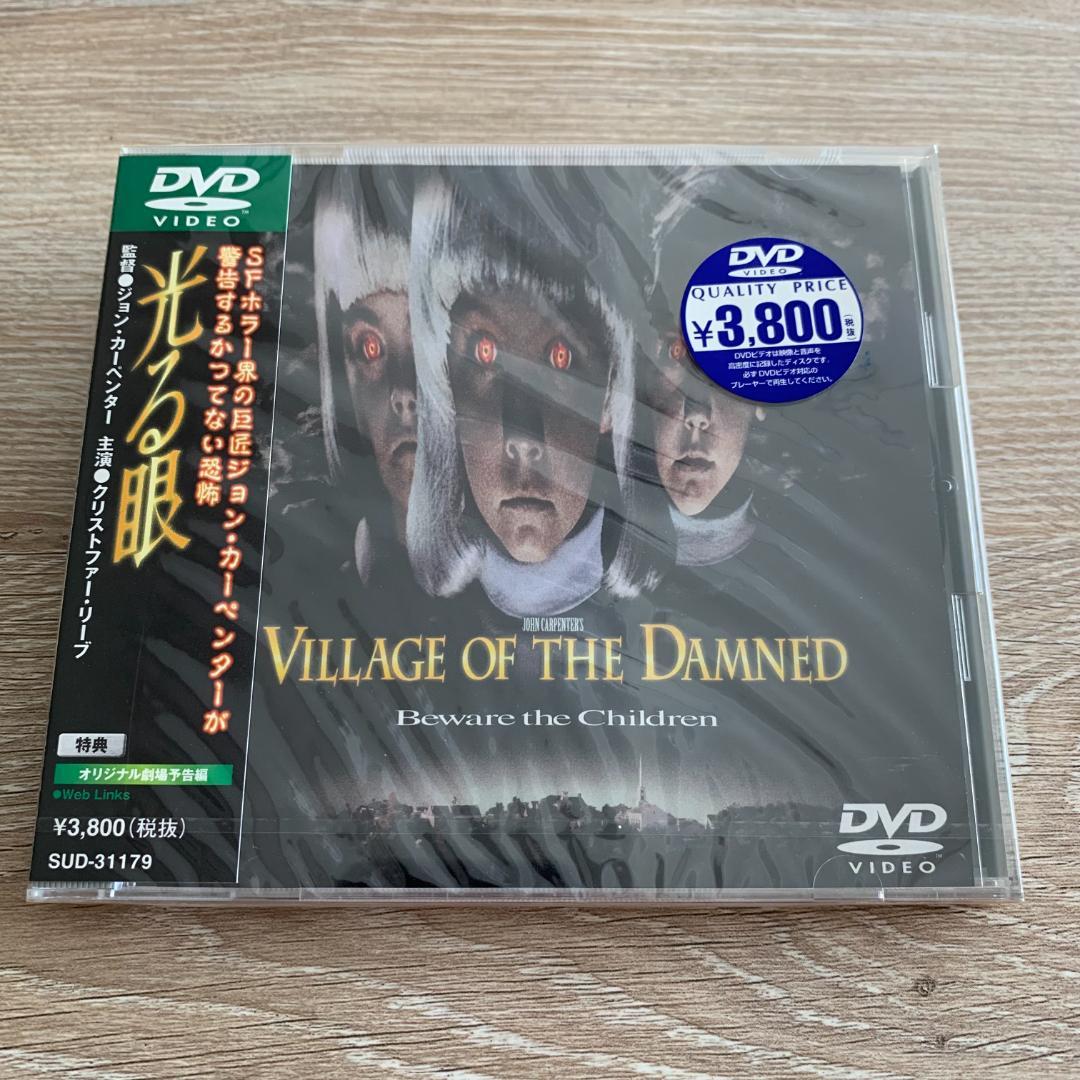 DVD
VIDEO
SFホラー界の巨匠ジョン・カーペンターが
警告するかつてない恐怖
光る眼
監督●ジョン・カーペンター 主演●クリストファー・リーブ
特典
オリジナル劇場予告編
●Web Links
¥3,800(税抜)
SUD-31179
DVD
VIDEO
QUALITY PRICE
¥3,800(税抜)
DVDビデオは映像と音声を
高密度に記録したディスクです。
必ずDVDビデオ対応の
プレーヤーで再生してください。
JOHN CARPENTER'S
VILLAGE OF THE DAMNED
Beware the Children
DVD
VIDEO